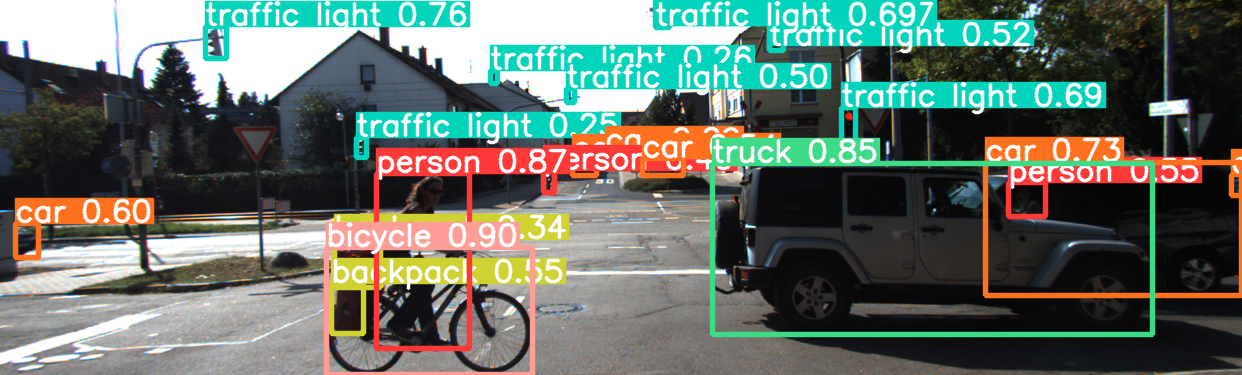 traffic light 0.76
traffic light 0.697
traffic light 0.52
traffic light 0.26
traffic light 0.50
traffic light 0.69
traffic light 0.25
car
truck 0.85
person 0.87
car 0.73
person 0.55
car 0.60
0.34
bicycle 0.90
backpack 0.55